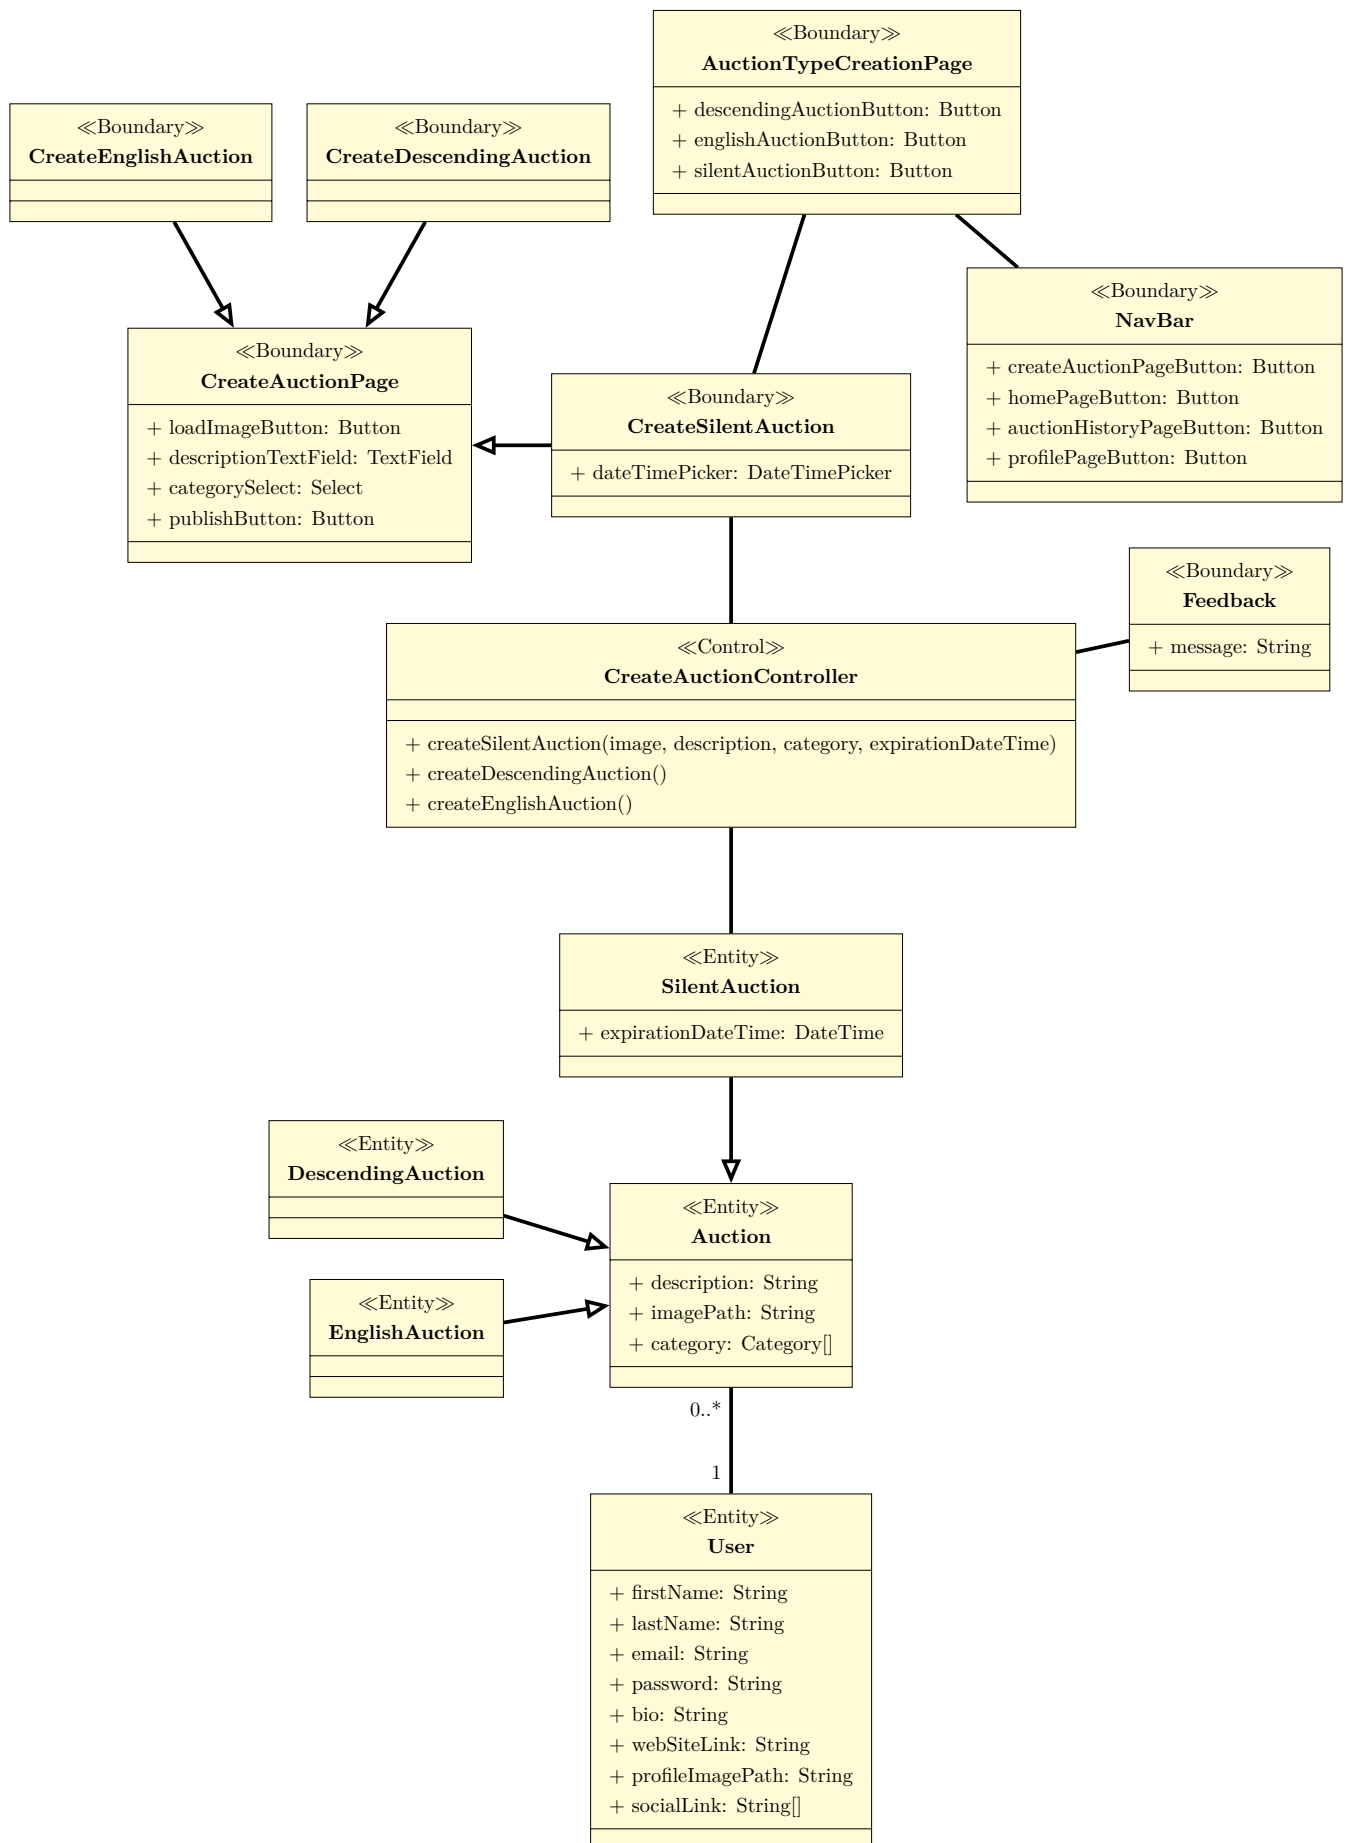 ≪Boundary≫
AuctionTypeCreationPage
+ descendingAuctionButton: Button
+ englishAuctionButton: Button
+ silentAuctionButton: Button
≪Boundary≫
CreateEnglishAuction
≪Boundary≫
CreateDescendingAuction
≪Boundary≫
NavBar
+ createAuctionPageButton: Button
+ homePageButton: Button
+ auctionHistoryPageButton: Button
+ profilePageButton: Button
≪Boundary≫
CreateAuctionPage
+ loadImageButton: Button
+ descriptionTextField: TextField
+ categorySelect: Select
+ publishButton: Button
≪Boundary≫
CreateSilentAuction
+ dateTimePicker: DateTimePicker
≪Boundary≫
Feedback
+ message: String
≪Control≫
CreateAuctionController
+ createSilentAuction(image, description, category, expirationDateTime)
+ createDescendingAuction()
+ createEnglishAuction()
≪Entity≫
SilentAuction
+ expirationDateTime: DateTime
≪Entity≫
DescendingAuction
≪Entity≫
Auction
+ description: String
+ imagePath: String
+ category: Category[]
≪Entity≫
EnglishAuction
0..*
1
≪Entity≫
User
+ firstName: String
+ lastName: String
+ email: String
+ password: String
+ bio: String
+ webSiteLink: String
+ profileImagePath: String
+ socialLink: String[]